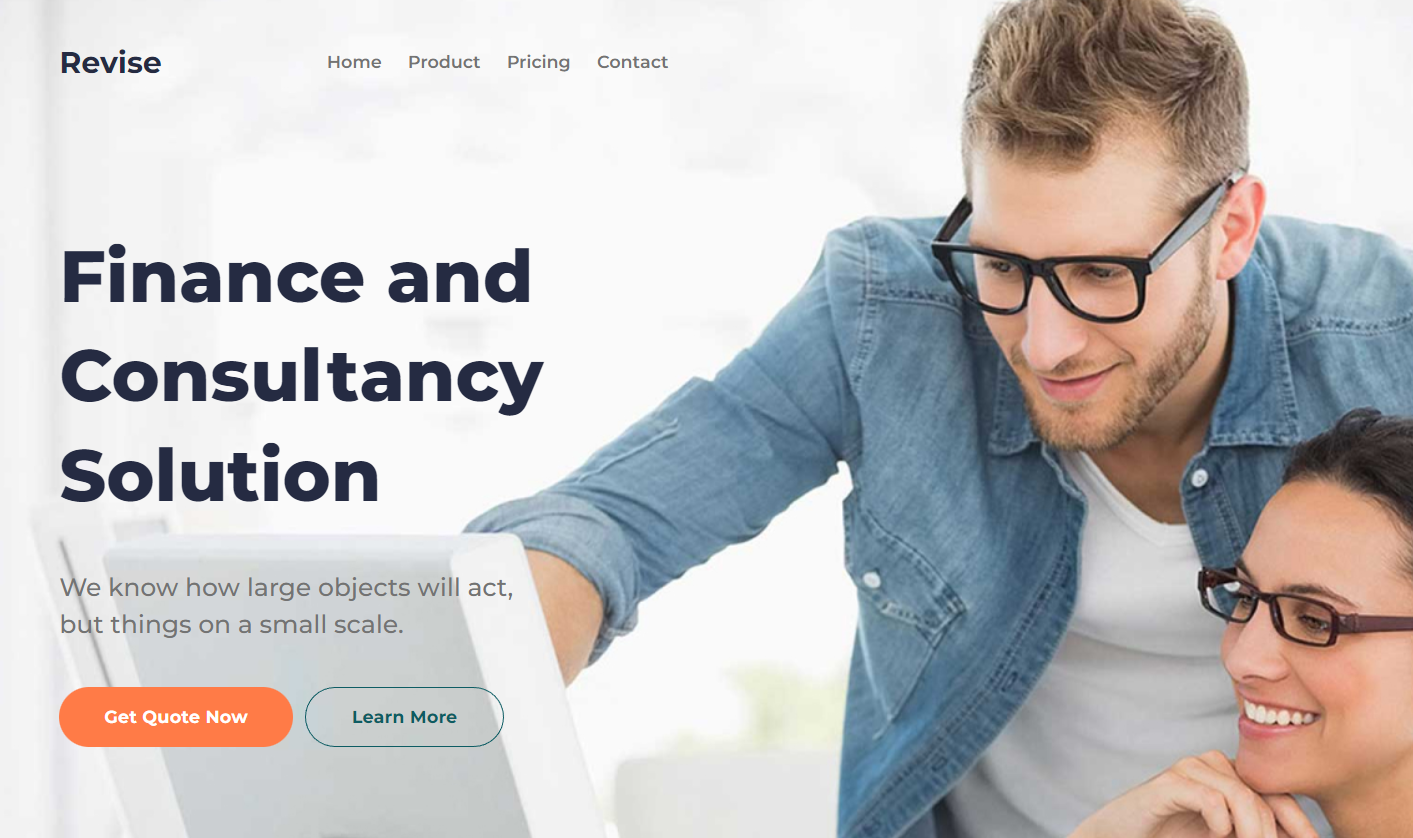 Revise
Home Product Pricing Contact
Finance and
Consultancy
Solution
We know how large objects will act,
but things on a small scale.
Get Quote Now
Learn More